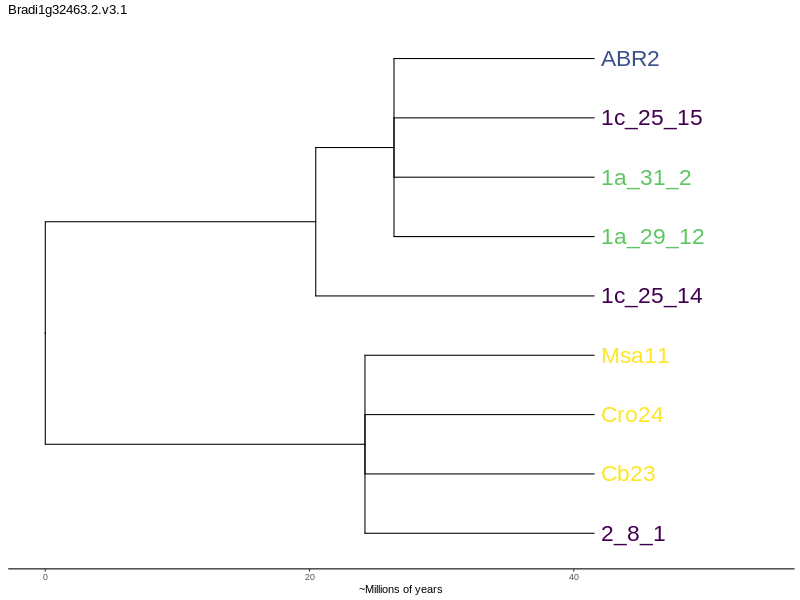 Bradi1g32463.2.v3.1
ABR2
1c_25_15
1a_31_2
1a_29_12
1c_25_14
Msa11
Cro24
Cb23
2_8_1
0 20 40
~Millions of years